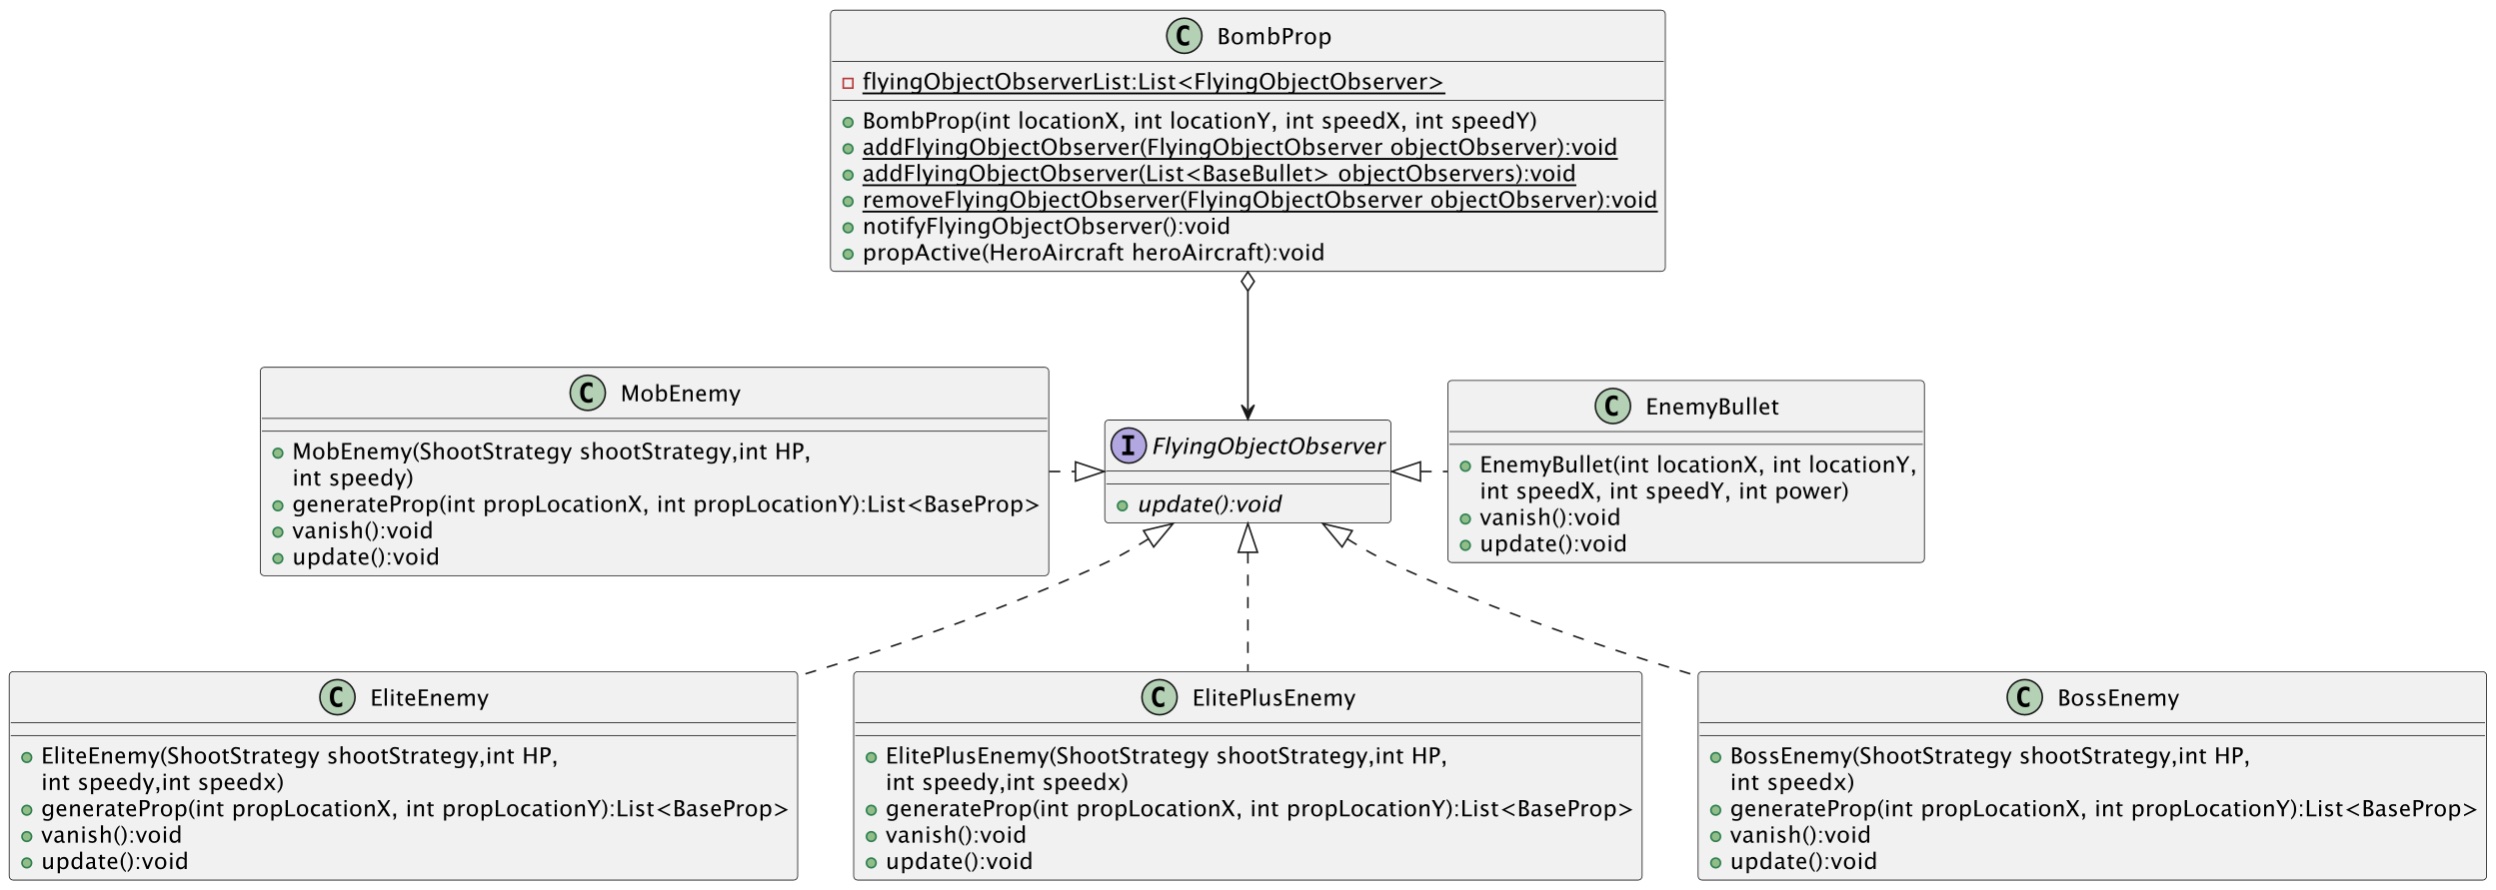 C BombProp
flyingObjectObserverList:List<FlyingObjectObserver>
BombProp(int locationX, int locationY, int speedX, int speedY)
addFlyingObjectObserver(FlyingObjectObserver objectObserver):void
addFlyingObjectObserver(List<BaseBullet> objectObservers):void
removeFlyingObjectObserver(FlyingObjectObserver objectObserver):void
notifyFlyingObjectObserver():void
propActive(HeroAircraft heroAircraft):void
C MobEnemy
MobEnemy(ShootStrategy shootStrategy,int HP,
int speedy)
generateProp(int propLocationX, int propLocationY):List<BaseProp>
vanish():void
update():void
I FlyingObjectObserver
update():void
C EnemyBullet
EnemyBullet(int locationX, int locationY,
int speedX, int speedY, int power)
vanish():void
update():void
C EliteEnemy
EliteEnemy(ShootStrategy shootStrategy,int HP,
int speedy,int speedx)
generateProp(int propLocationX, int propLocationY):List<BaseProp>
vanish():void
update():void
C ElitePlusEnemy
ElitePlusEnemy(ShootStrategy shootStrategy,int HP,
int speedy,int speedx)
generateProp(int propLocationX, int propLocationY):List<BaseProp>
vanish():void
update():void
C BossEnemy
BossEnemy(ShootStrategy shootStrategy,int HP,
int speedx)
generateProp(int propLocationX, int propLocationY):List<BaseProp>
vanish():void
update():void